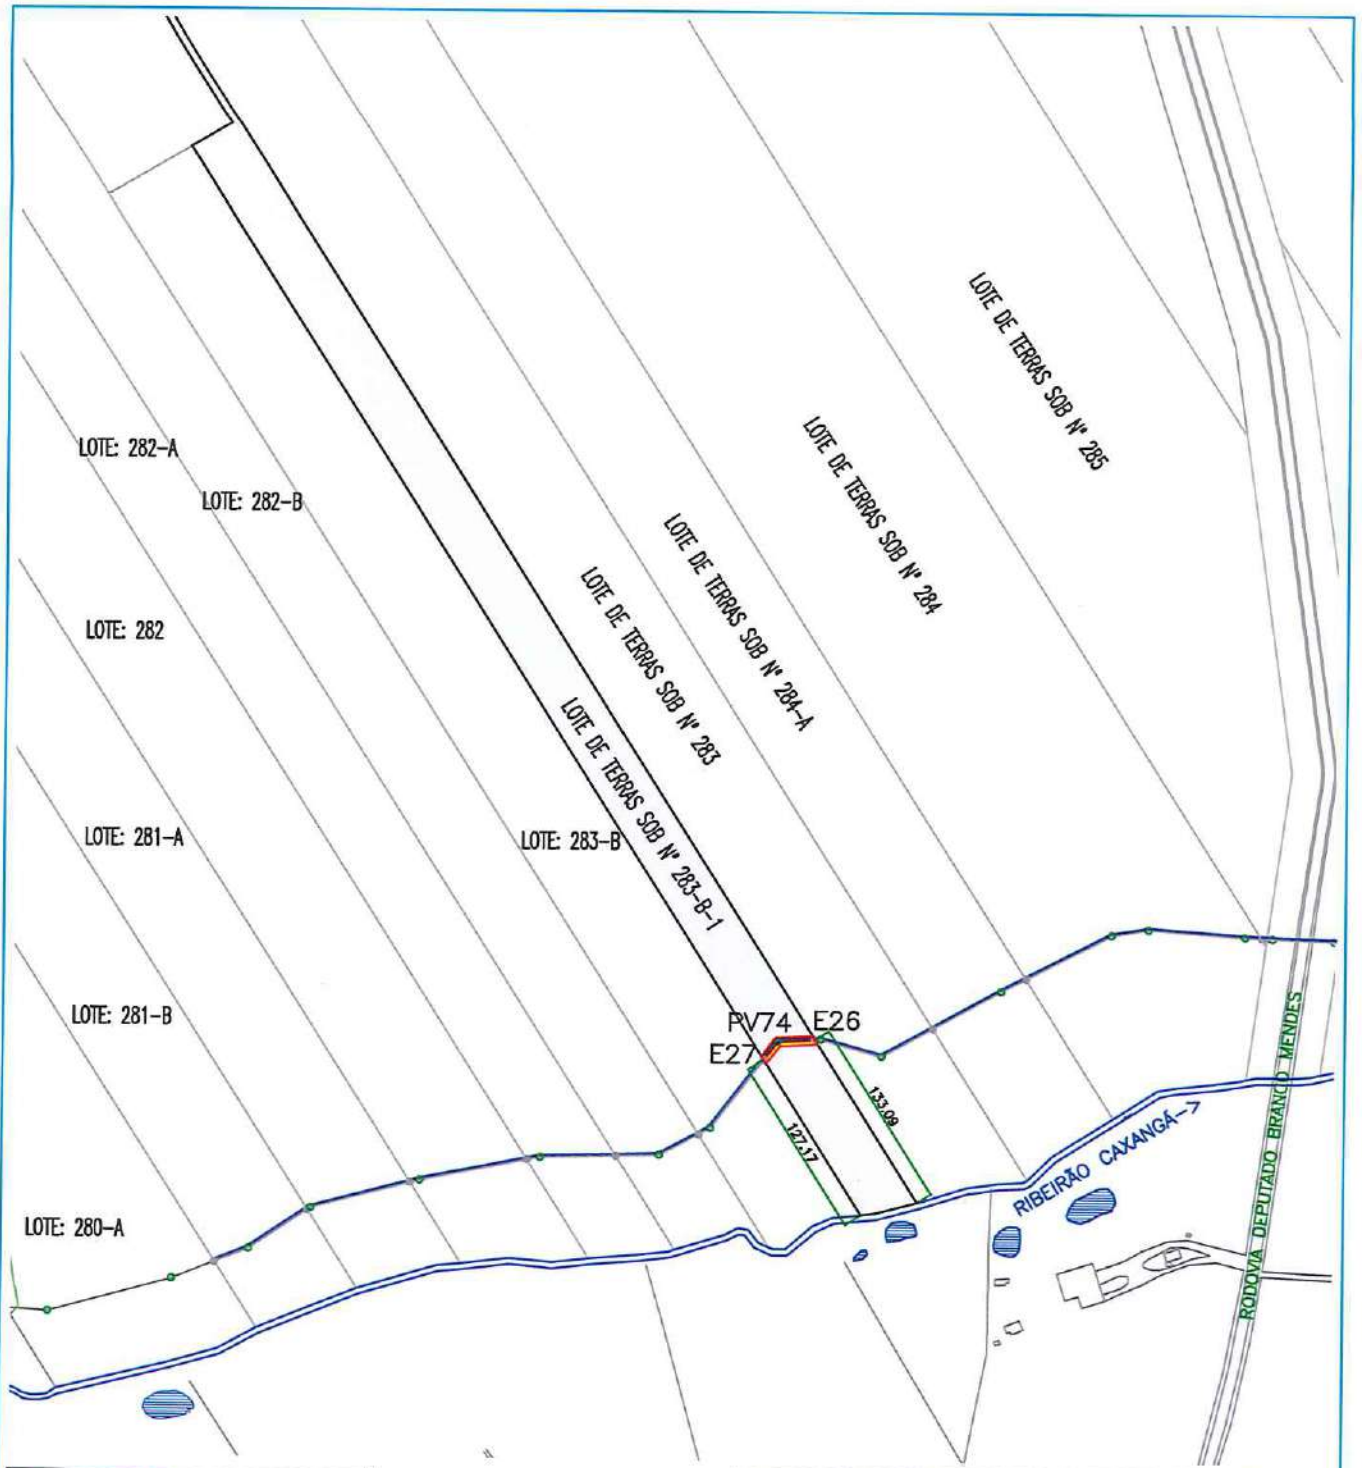 LOTE DE TERRAS SOB Nº 285
LOTE DE TERRAS SOB Nº 284
LOTE: 282-A
LOTE: 282-B
LOTE DE TERRAS SOB Nº 284-A
LOTE DE TERRAS SOB Nº 283
LOTE: 282
LOTE DE TERRAS SOB Nº 283-B-1
LOTE: 281-A
LOTE: 283-B
LOTE: 281-B
PV74
E26
E27
133,09
127,17
RIBEIRÃO CAXANGÁ->
RODOVIA DEPUTADO BRANCO MENDES
LOTE: 280-A